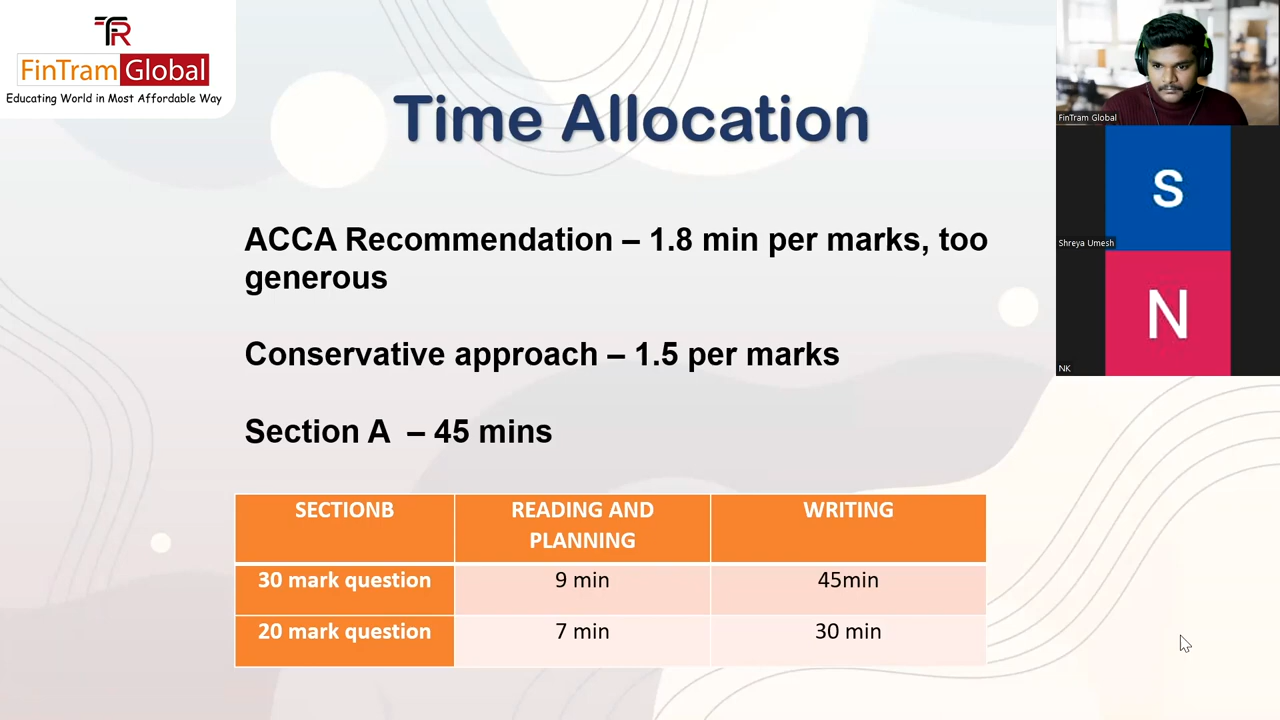 TR
FinTram Global
Educating World in Most Affordable Way
Time Allocation
ACCA Recommendation – 1.8 min per marks, too
generous
Conservative approach – 1.5 per marks
Section A – 45 mins
SECTIONB
READING AND
PLANNING
WRITING
30 mark question
9 min
45min
20 mark question
7 min
30 min
FinTram Global
S
Shreya Umesh
N
NK